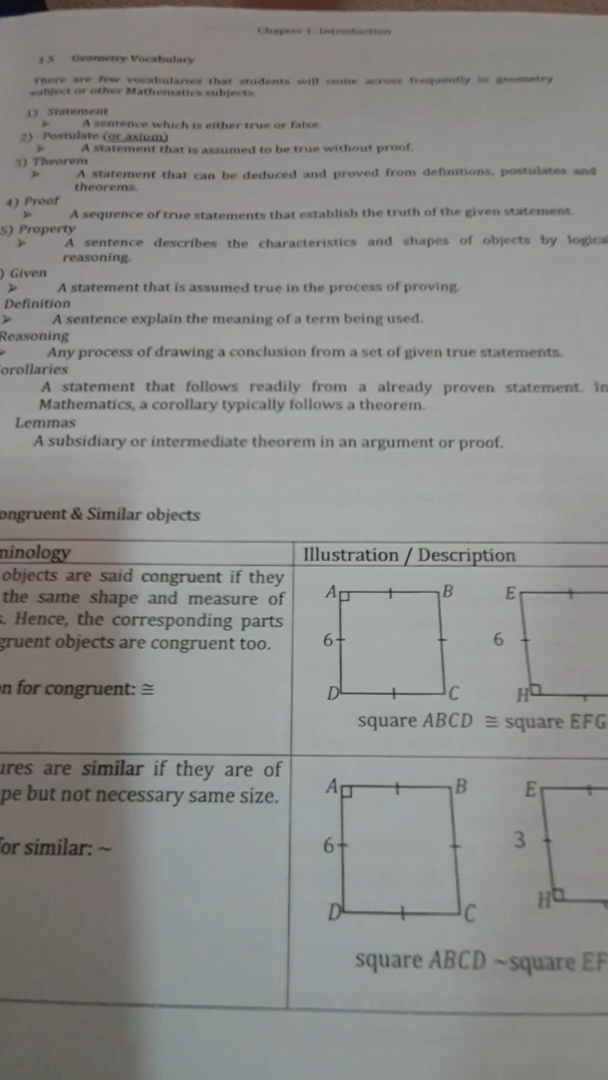 Chapter 1: Introduction
1.5 Geometry Vocabulary
There are few vocabularies that students will come across frequently in geometry
subject or other Mathematics subjects.
1) Statement
➢ A sentence which is either true or false.
2) Postulate (or axiom)
➢ A statement that is assumed to be true without proof.
3) Theorem
➢ A statement that can be deduced and proved from definitions, postulates and
theorems.
4) Proof
➢ A sequence of true statements that establish the truth of the given statement.
5) Property
➢ A sentence describes the characteristics and shapes of objects by logica
reasoning.
) Given
➢ A statement that is assumed true in the process of proving.
Definition
➢ A sentence explain the meaning of a term being used.
Reasoning
Any process of drawing a conclusion from a set of given true statements.
orollaries
A statement that follows readily from a already proven statement. In
Mathematics, a corollary typically follows a theorem.
Lemmas
A subsidiary or intermediate theorem in an argument or proof.
ongruent & Similar objects
minology
Illustration / Description
objects are said congruent if they
the same shape and measure of
s. Hence, the corresponding parts
gruent objects are congruent too.
n for congruent: ≅
A B E
6 6
D C H
square ABCD ≅ square EFG
ures are similar if they are of
pe but not necessary same size.
for similar: ~
A B E
6 3
D C H
square ABCD ~square EF